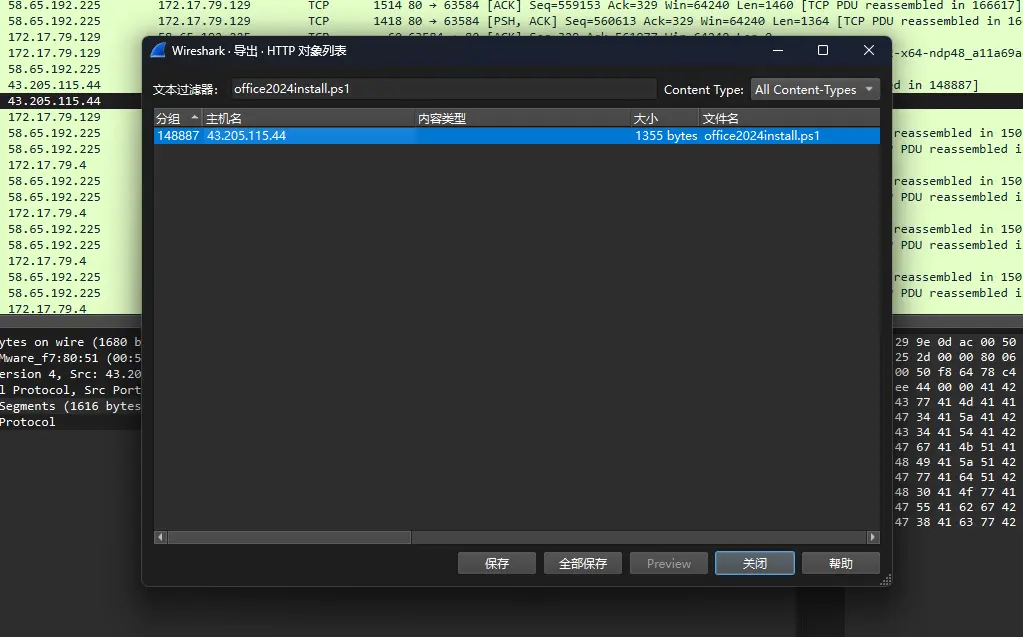 58.65.192.225 172.17.79.129 TCP 1514 80 → 63584 [ACK] Seq=559153 Ack=329 Win=64240 Len=1460 [TCP PDU reassembled in 166617]
58.65.192.225 172.17.79.129 TCP 1418 80 → 63584 [PSH, ACK] Seq=560613 Ack=329 Win=64240 Len=1364 [TCP PDU reassembled in 16
172.17.79.129
172.17.79.129 -x64-ndp48_a11a69a
58.65.192.225
43.205.115.44 ed in 148887]
43.205.115.44
172.17.79.129
58.65.192.225 reassembled in 150
58.65.192.225 PDU reassembled i
172.17.79.4
58.65.192.225 reassembled in 150
58.65.192.225 PDU reassembled i
172.17.79.4
58.65.192.225 reassembled in 150
58.65.192.225 PDU reassembled i
172.17.79.4
58.65.192.225 reassembled in 150
58.65.192.225 PDU reassembled i
172.17.79.4
Wireshark · 导出 · HTTP 对象列表
文本过滤器: office2024install.ps1 Content Type: All Content-Types
分组 主机名 内容类型 大小 文件名
148887 43.205.115.44 1355 bytes office2024install.ps1
保存 全部保存 Preview 关闭 帮助
ytes on wire (1680 b
Mware_f7:80:51 (00:5
ersion 4, Src: 43.20
l Protocol, Src Port
Segments (1616 bytes
Protocol
29 9e 0d ac 00 50
25 2d 00 00 80 06
00 50 f8 64 78 c4
ee 44 00 00 41 42
43 77 41 4d 41 41
47 34 41 5a 41 42
43 34 41 54 41 42
47 67 41 4b 51 41
48 49 41 5a 51 42
47 77 41 64 51 42
48 30 41 4f 77 41
47 55 41 62 67 42
47 38 41 63 77 42